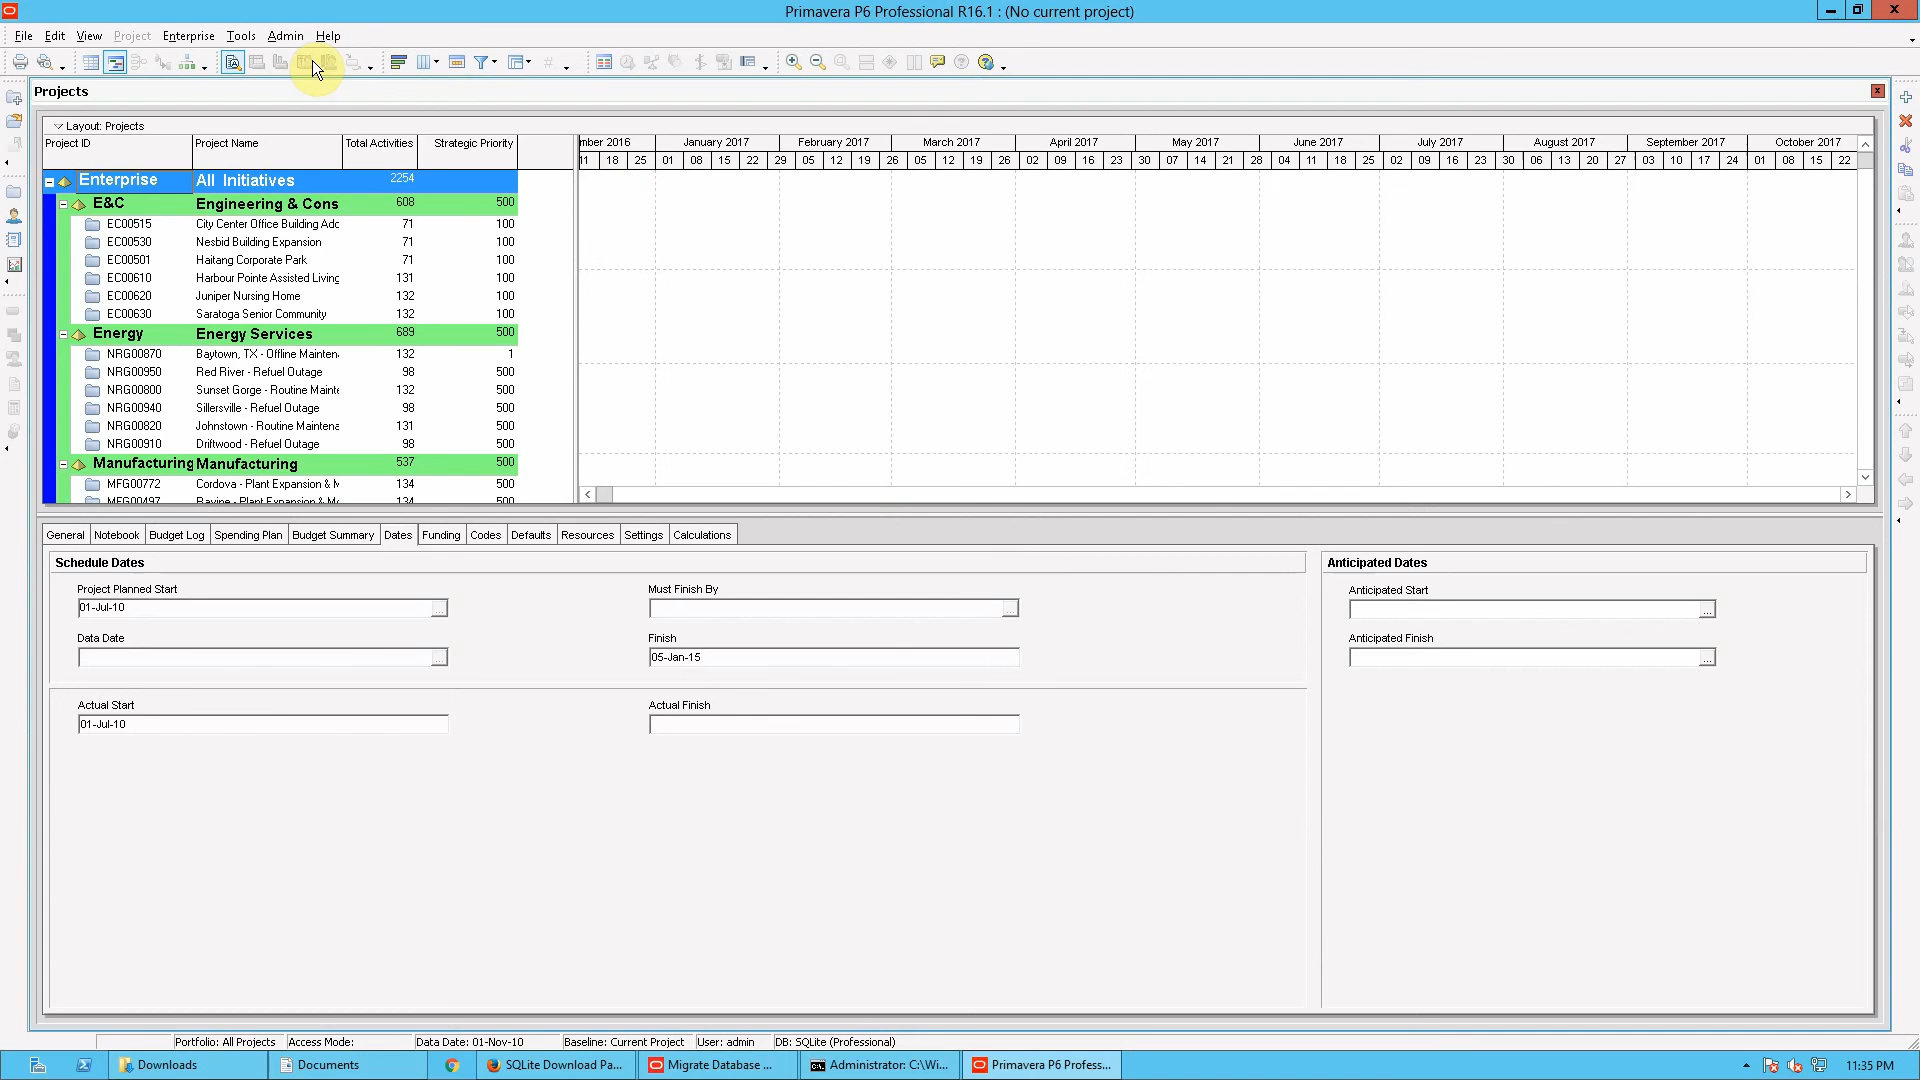 Primavera P6 Professional R16.1 : (No current project)
File Edit View Project Enterprise Tools Admin Help
Projects
Layout: Projects
Project ID Project Name Total Activities Strategic Priority
mber 2016 January 2017 February 2017 March 2017 April 2017 May 2017 June 2017 July 2017 August 2017 September 2017 October 2017
11 18 25 01 08 15 22 29 05 12 19 26 05 12 19 26 02 09 16 23 30 07 14 21 28 04 11 18 25 02 09 16 23 30 06 13 20 27 03 10 17 24 01 08 15 22
Enterprise All Initiatives 2254
E&C Engineering & Cons 608 500
EC00515 City Center Office Building Adc 71 100
EC00530 Nesbid Building Expansion 71 100
EC00501 Haitang Corporate Park 71 100
EC00610 Harbour Pointe Assisted Living 131 100
EC00620 Juniper Nursing Home 132 100
EC00630 Saratoga Senior Community 132 100
Energy Energy Services 689 500
NRG00870 Baytown, TX - Offline Mainten 132 1
NRG00950 Red River - Refuel Outage 98 500
NRG00800 Sunset Gorge - Routine Mainte 132 500
NRG00940 Sillersville - Refuel Outage 98 500
NRG00820 Johnstown - Routine Maintena 131 500
NRG00910 Driftwood - Refuel Outage 98 500
Manufacturing Manufacturing 537 500
MFG00772 Cordova - Plant Expansion & M 134 500
MFG00497 Ravine - Plant Expansion & Mo 134 500
General Notebook Budget Log Spending Plan Budget Summary Dates Funding Codes Defaults Resources Settings Calculations
Schedule Dates Anticipated Dates
Project Planned Start Must Finish By Anticipated Start
01-Jul-10
Data Date Finish Anticipated Finish
05-Jan-15
Actual Start Actual Finish
01-Jul-10
Portfolio: All Projects Access Mode: Data Date: 01-Nov-10 Baseline: Current Project User: admin DB: SQLite (Professional)
Downloads Documents SQLite Download Pa... Migrate Database ... Administrator: C:\Wi... Primavera P6 Profess... 11:35 PM